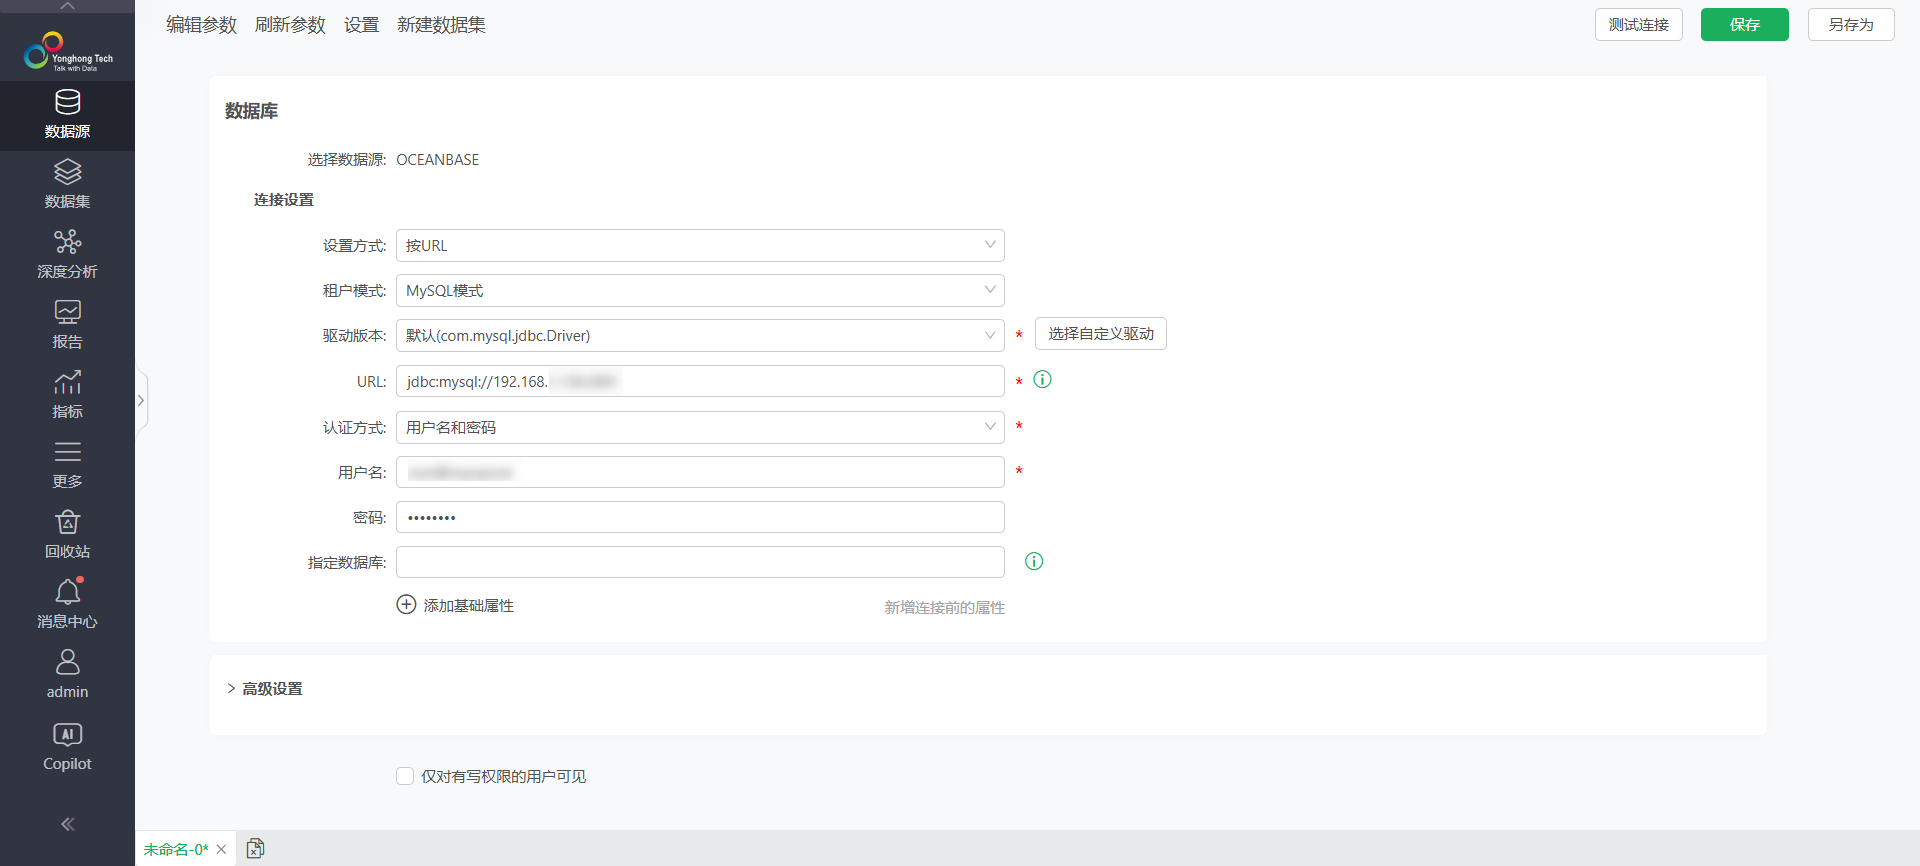 编辑参数 刷新参数 设置 新建数据集
测试连接 保存 另存为
Yonghong Tech
Talk with Data
数据源
数据集
深度分析
报告
指标
更多
回收站
消息中心
admin
AI
Copilot
数据库
选择数据源: OCEANBASE
连接设置
设置方式: 按URL
租户模式: MySQL模式
驱动版本: 默认(com.mysql.jdbc.Driver) * 选择自定义驱动
URL: jdbc:mysql://192.168. *
认证方式: 用户名和密码 *
用户名: *
密码: ••••••••
指定数据库:
添加基础属性 新增连接前的属性
高级设置
仅对有写权限的用户可见
未命名-0*